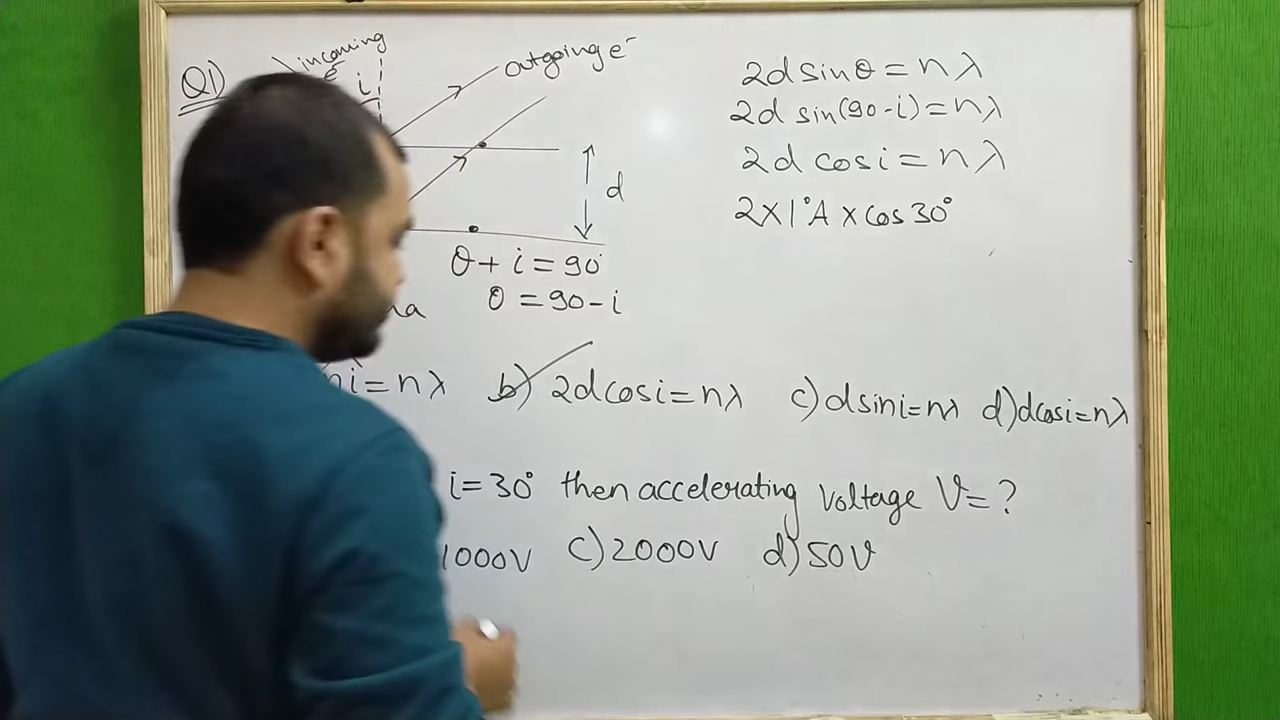 Q1)
incoming
e⁻
i
outgoing e⁻
d
θ + i = 90°
θ = 90 - i
2d sinθ = nλ
2d sin(90-i) = nλ
2d cos i = nλ
2 × 1°A × cos 30°
i = nλ b) 2d cos i = nλ c) d sin i = nλ d) d cos i = nλ
i = 30° then accelerating voltage V = ?
1000V c) 2000V d) 50V